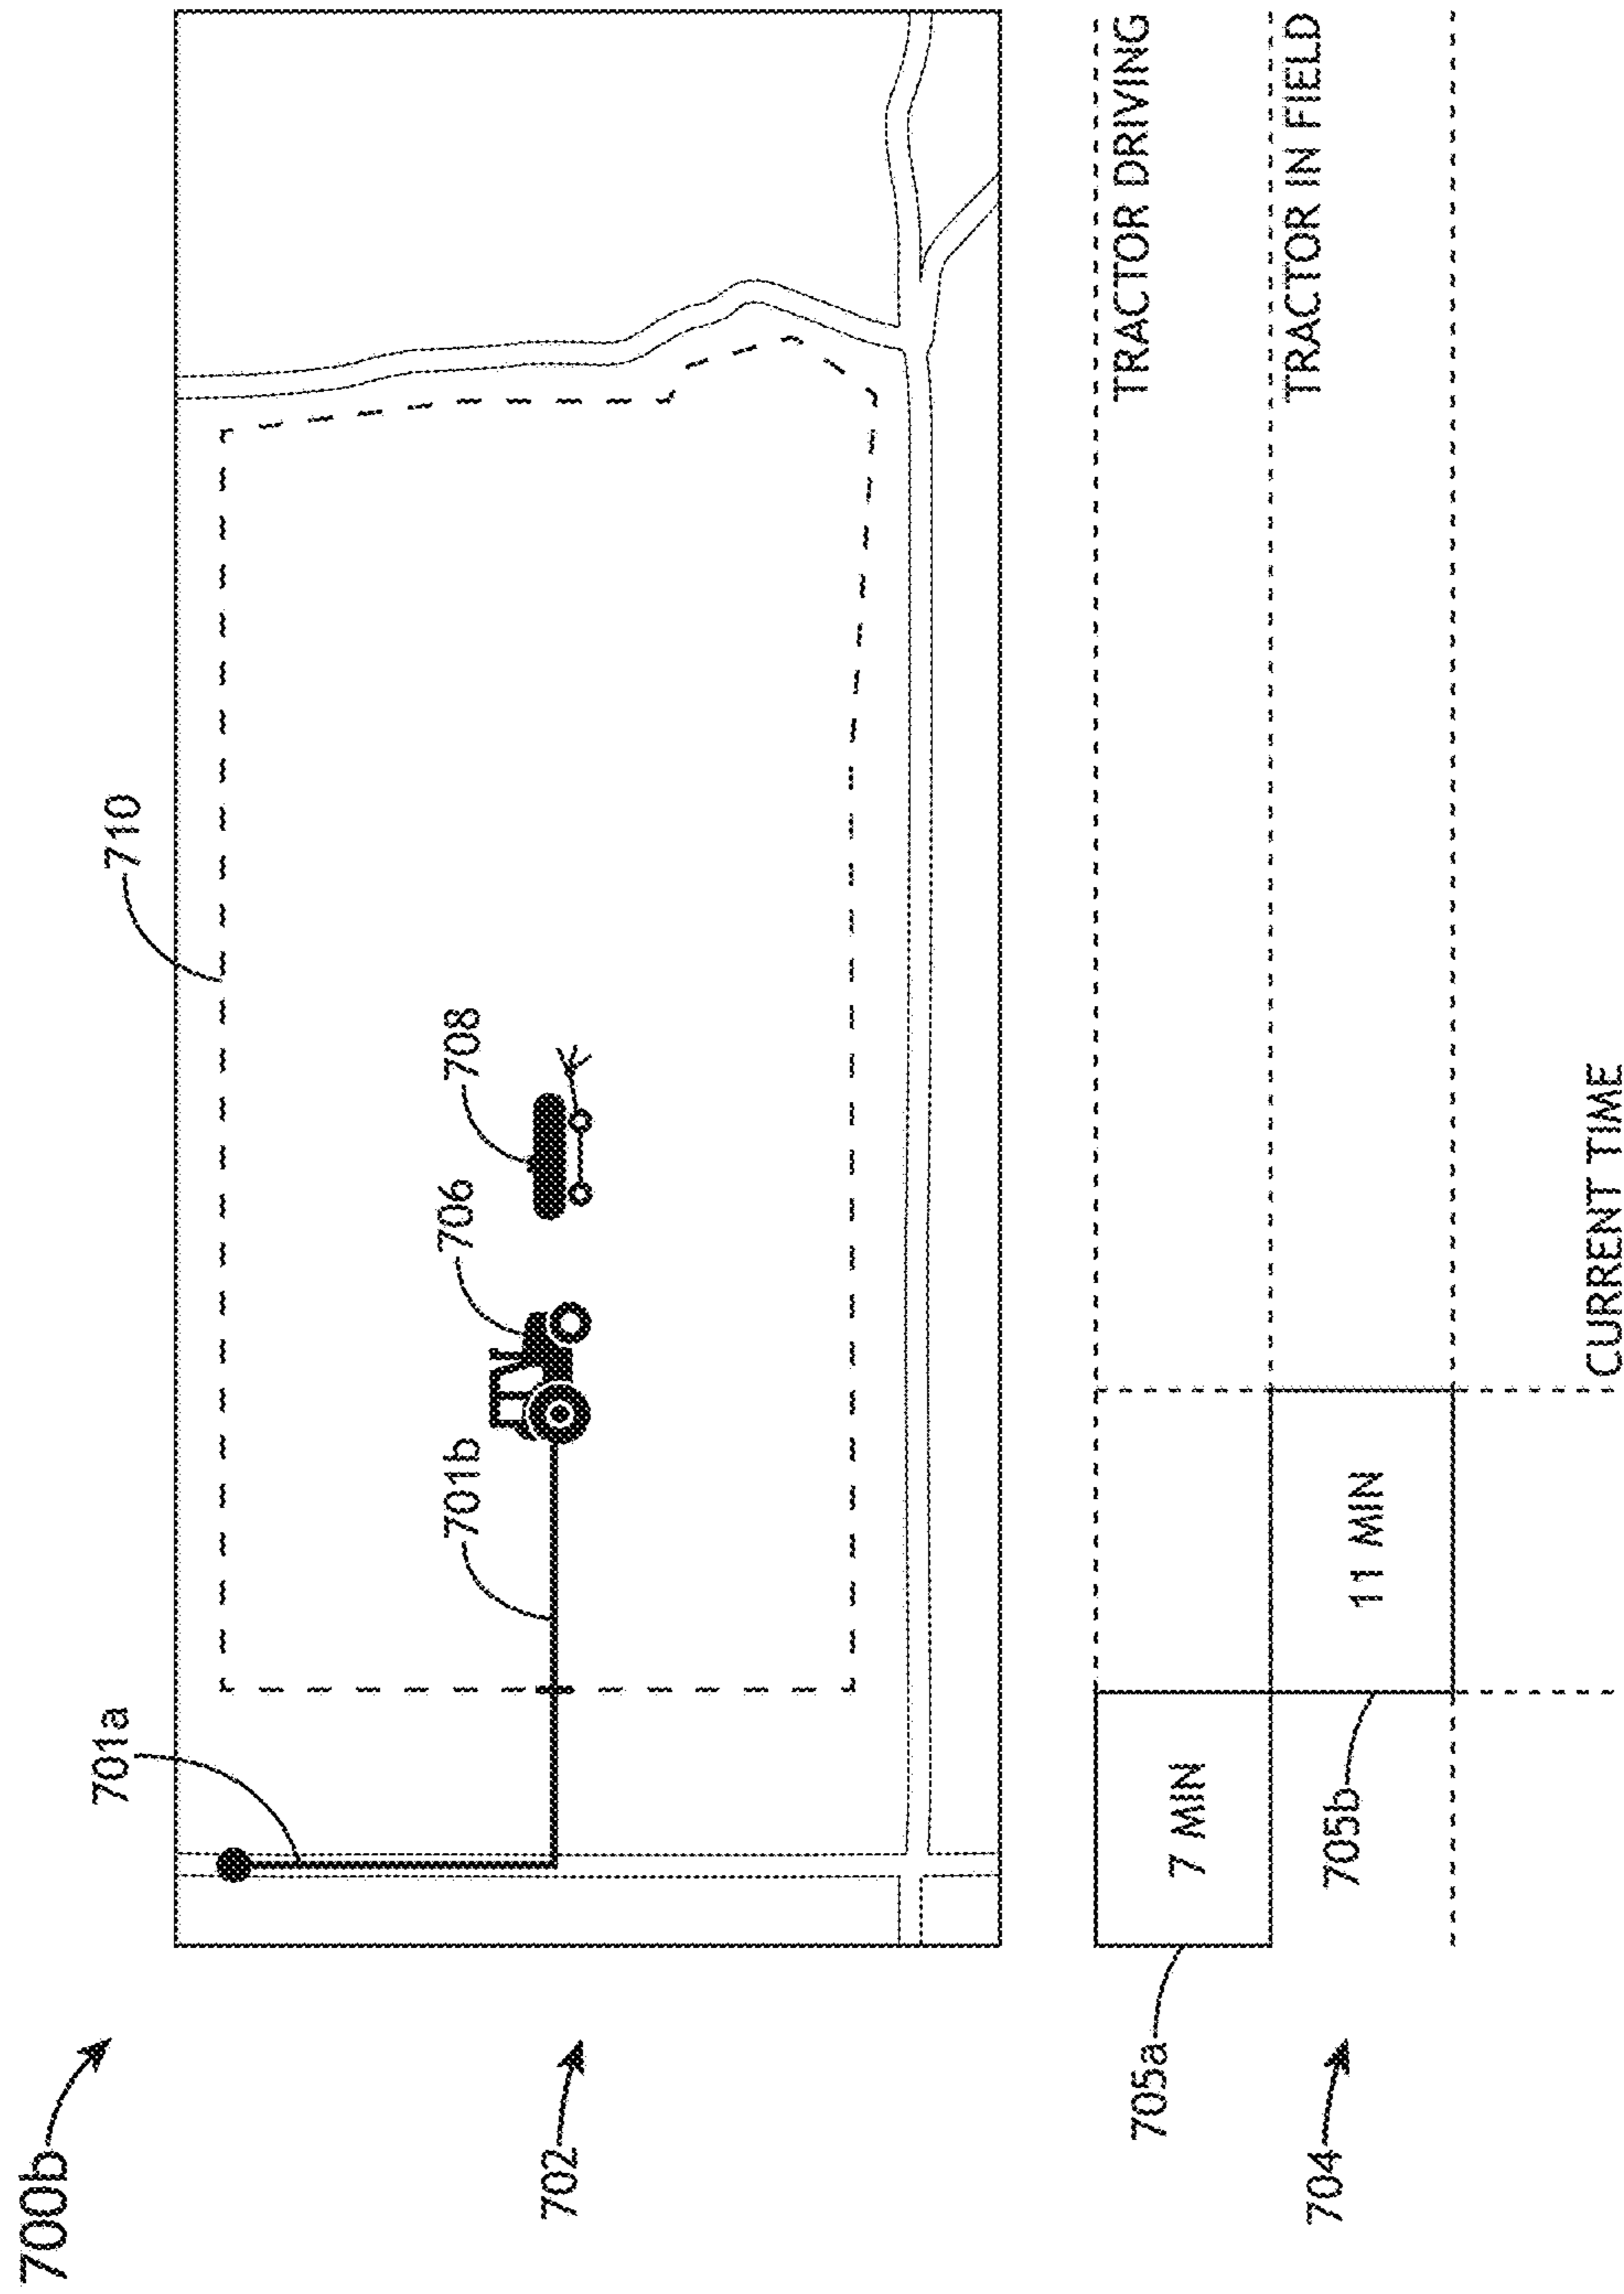 700b
701a
710
702
701b
706
708
705a
7 MIN
TRACTOR DRIVING
704
705b
11 MIN
TRACTOR IN FIELD
CURRENT TIME